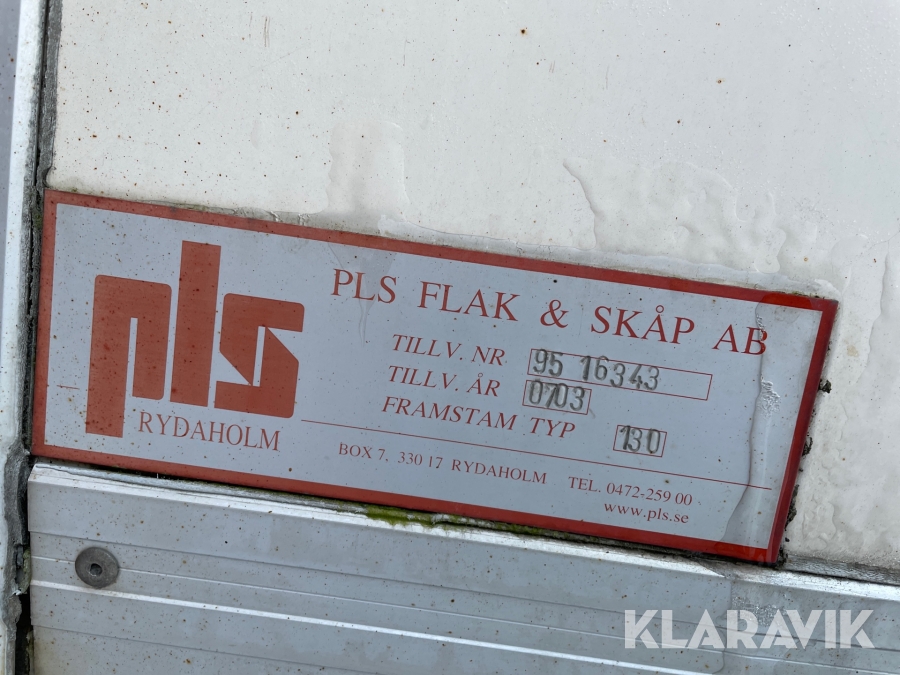 pls
RYDAHOLM
PLS FLAK & SKÅP AB
TILLV. NR 95 16343
TILLV. ÅR 0703
FRAMSTAM TYP 130
BOX 7, 330 17 RYDAHOLM TEL. 0472-259 00
www.pls.se
KLARAVIK